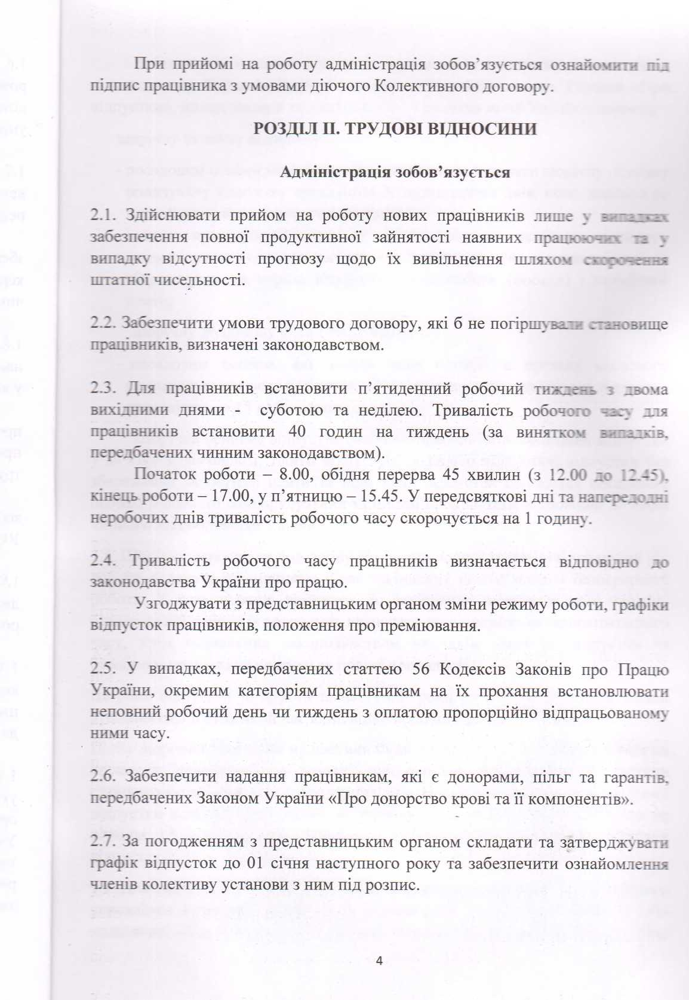 При прийомі на роботу адміністрація зобов’язується ознайомити під
підпис працівника з умовами діючого Колективного договору.
РОЗДІЛ ІІ. ТРУДОВІ ВІДНОСИНИ
Адміністрація зобов’язується
2.1. Здійснювати прийом на роботу нових працівників лише у випадках
забезпечення повної продуктивної зайнятості наявних працюючих та у
випадку відсутності прогнозу щодо їх вивільнення шляхом скорочення
штатної чисельності.
2.2. Забезпечити умови трудового договору, які б не погіршували становище
працівників, визначені законодавством.
2.3. Для працівників встановити п’ятиденний робочий тиждень з двома
вихідними днями - суботою та неділею. Тривалість робочого часу для
працівників встановити 40 годин на тиждень (за винятком випадків,
передбачених чинним законодавством).
Початок роботи – 8.00, обідня перерва 45 хвилин (з 12.00 до 12.45),
кінець роботи – 17.00, у п’ятницю – 15.45. У передсвяткові дні та напередодні
неробочих днів тривалість робочого часу скорочується на 1 годину.
2.4. Тривалість робочого часу працівників визначається відповідно до
законодавства України про працю.
Узгоджувати з представницьким органом зміни режиму роботи, графіки
відпусток працівників, положення про преміювання.
2.5. У випадках, передбачених статтею 56 Кодексів Законів про Працю
України, окремим категоріям працівникам на їх прохання встановлювати
неповний робочий день чи тиждень з оплатою пропорційно відпрацьованому
ними часу.
2.6. Забезпечити надання працівникам, які є донорами, пільг та гарантів,
передбачених Законом України «Про донорство крові та її компонентів».
2.7. За погодженням з представницьким органом складати та затверджувати
графік відпусток до 01 січня наступного року та забезпечити ознайомлення
членів колективу установи з ним під розпис.
4